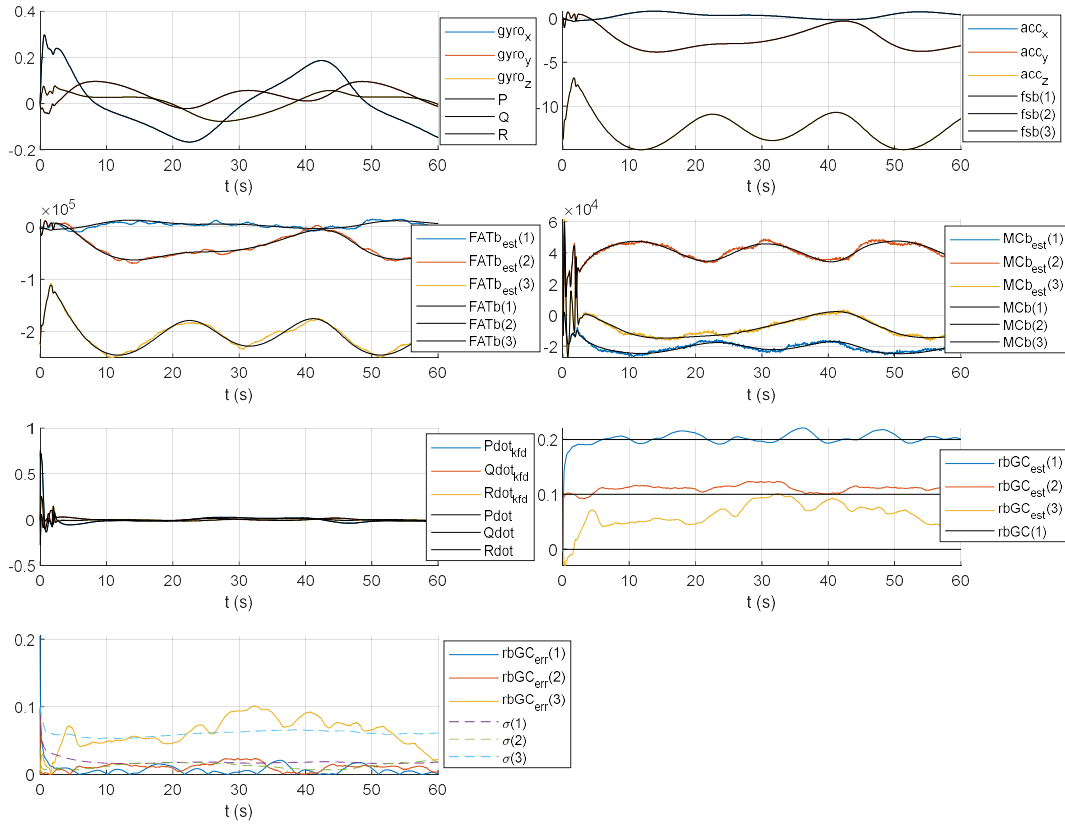 0.4
0.2
0
-0.2
0 10 20 30 40 50 60
t (s)
gyro_x
gyro_y
gyro_z
P
Q
R
0
-5
-10
0 10 20 30 40 50 60
t (s)
acc_x
acc_y
acc_z
fsb(1)
fsb(2)
fsb(3)
×10^5
0
-1
-2
0 10 20 30 40 50 60
t (s)
FATb_est(1)
FATb_est(2)
FATb_est(3)
FATb(1)
FATb(2)
FATb(3)
×10^4
6
4
2
0
-2
0 10 20 30 40 50 60
t (s)
MCb_est(1)
MCb_est(2)
MCb_est(3)
MCb(1)
MCb(2)
MCb(3)
1
0.5
0
-0.5
0 10 20 30 40 50 60
t (s)
Pdot_kfd
Qdot_kfd
Rdot_kfd
Pdot
Qdot
Rdot
0.2
0.1
0
0 10 20 30 40 50 60
t (s)
rbGC_est(1)
rbGC_est(2)
rbGC_est(3)
rbGC(1)
0.2
0.1
0
0 10 20 30 40 50 60
t (s)
rbGC_err(1)
rbGC_err(2)
rbGC_err(3)
σ(1)
σ(2)
σ(3)